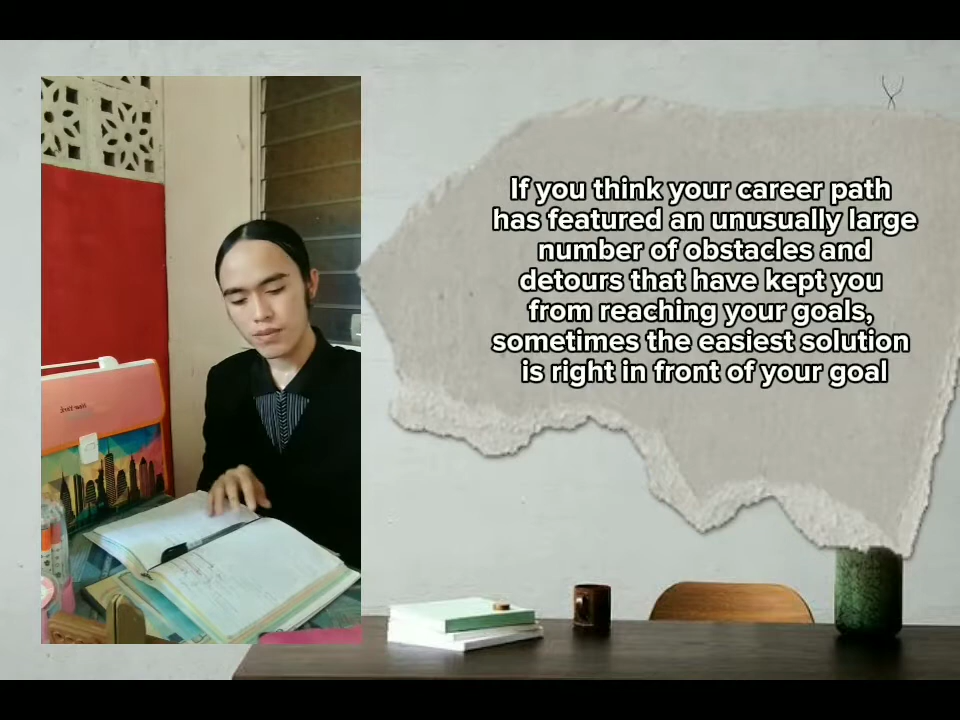 If you think your career path
has featured an unusually large
number of obstacles and
detours that have kept you
from reaching your goals,
sometimes the easiest solution
is right in front of your goal